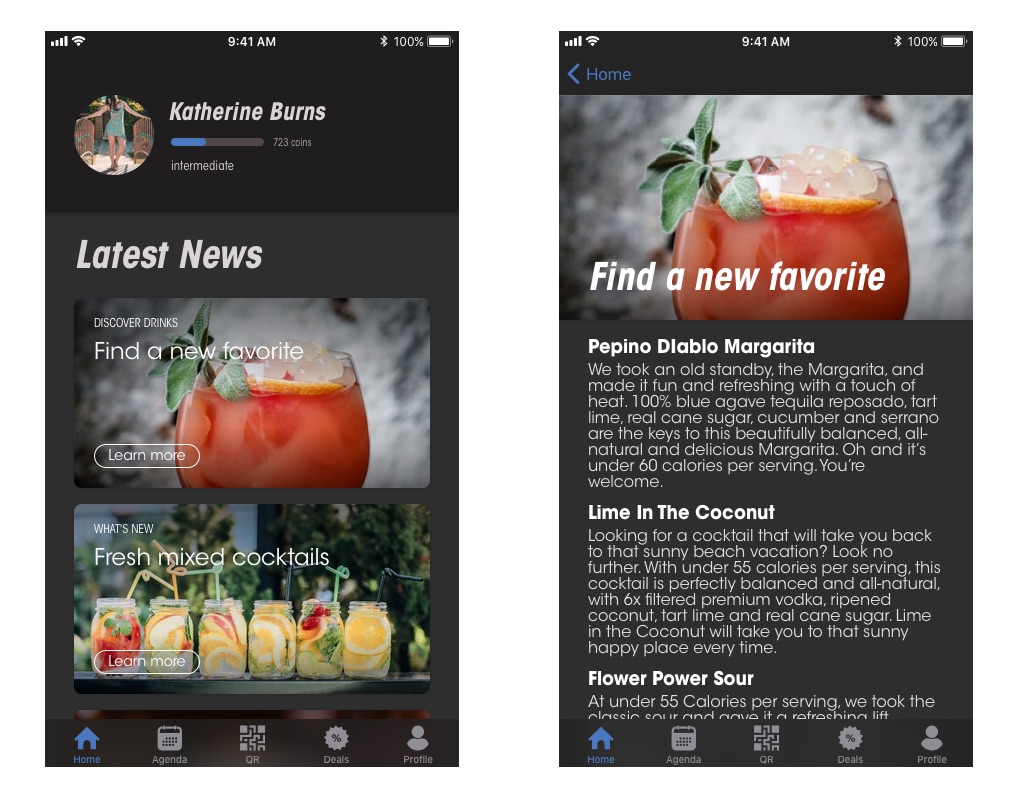 9:41 AM
100%
Katherine Burns
723 coins
intermediate
Latest News
DISCOVER DRINKS
Find a new favorite
Learn more
WHAT'S NEW
Fresh mixed cocktails
Learn more
Home
Agenda
QR
%
Deals
Profile
9:41 AM
100%
Home
Find a new favorite
Pepino DIablo Margarita
We took an old standby, the Margarita, and
made it fun and refreshing with a touch of
heat. 100% blue agave tequila reposado, tart
lime, real cane sugar, cucumber and serrano
are the keys to this beautifully balanced, all-
natural and delicious Margarita. Oh and it's
under 60 calories per serving. You're
welcome.
Lime In The Coconut
Looking for a cocktail that will take you back
to that sunny beach vacation? Look no
further. With under 55 calories per serving, this
cocktail is perfectly balanced and all-natural,
with 6x filtered premium vodka, ripened
coconut, tart lime and real cane sugar. Lime
in the Coconut will take you to that sunny
happy place every time.
Flower Power Sour
At under 55 Calories per serving, we took the
classic sour and gave it a refreshing lift
Home
Agenda
QR
%
Deals
Profile